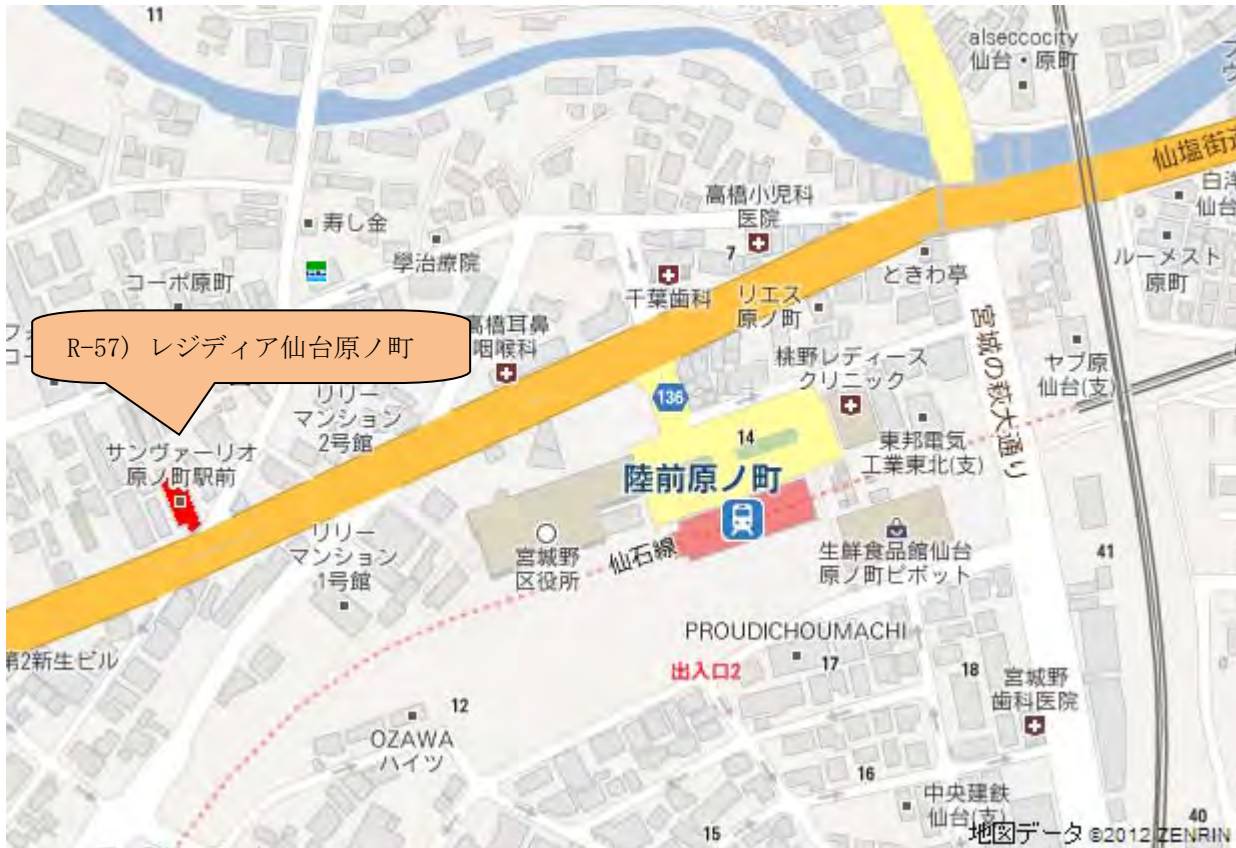 11
alseccocity
仙台・原町
仙塩街道
白洋
仙台
高橋小児科
医院
7
寿し金
學治療院
千葉歯科
リエス
原ノ町
ときわ亭
ルーメスト
原町
コーポ原町
R-57) レジディア仙台原ノ町
高橋耳鼻
咽喉科
宮城の萩大通り
ヤブ原
仙台(支)
桃野レディース
クリニック
136
リリー
マンション
2号館
14
東邦電気
工業東北(支)
サンヴァーリオ
原ノ町駅前
陸前原ノ町
仙石線
宮城野
区役所
生鮮食品館仙台
原ノ町ピボット
41
リリー
マンション
1号館
PROUDICHOUMACHI
第2新生ビル
出入口2
17
18
宮城野
歯科医院
12
OZAWA
ハイツ
16
中央建鉄
仙台(支)
15
40
地図データ ©2012 ZENRIN